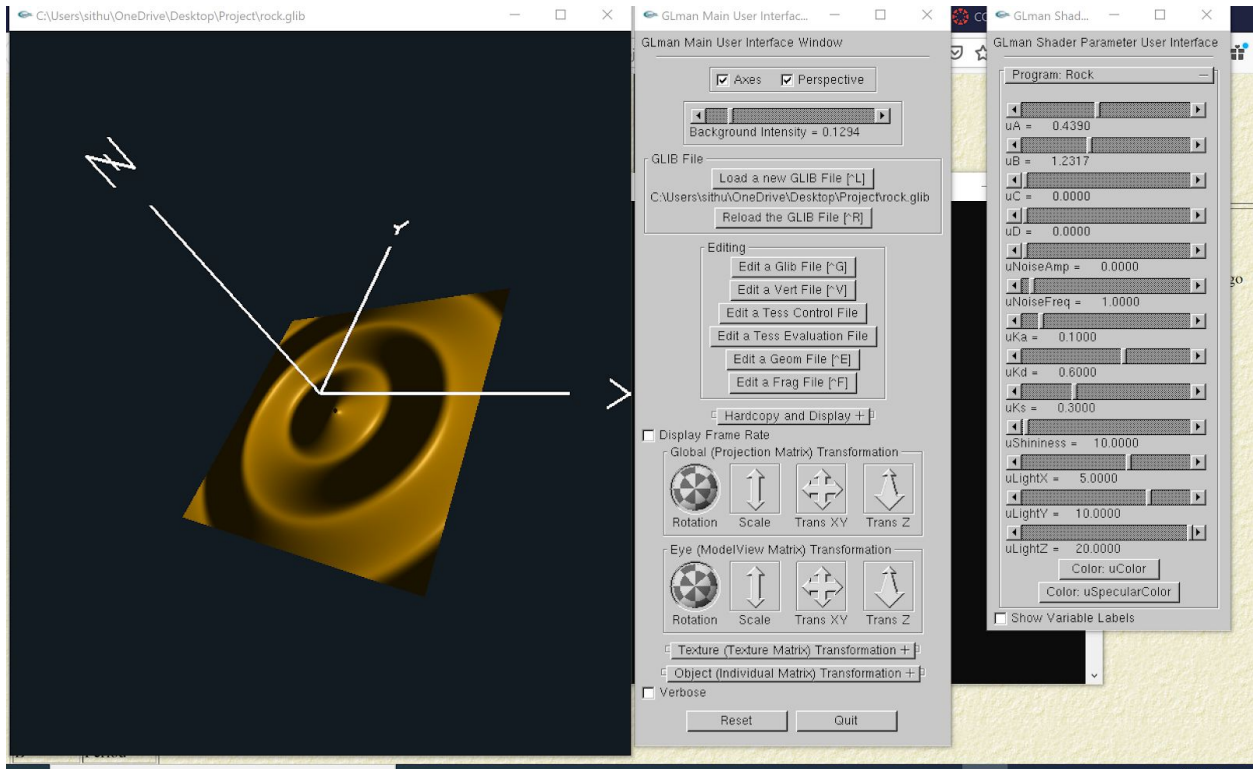 C:\Users\sithu\OneDrive\Desktop\Project\rock.glib
Z
Y
X
GLman Main User Interfac...
GLman Main User Interface Window
Axes
Perspective
Background Intensity = 0.1294
GLIB File
Load a new GLIB File [^L]
C:\Users\sithu\OneDrive\Desktop\Project\rock.glib
Reload the GLIB File [^R]
Editing
Edit a Glib File [^G]
Edit a Vert File [^V]
Edit a Tess Control File
Edit a Tess Evaluation File
Edit a Geom File [^E]
Edit a Frag File [^F]
Hardcopy and Display +
Display Frame Rate
Global (Projection Matrix) Transformation
Rotation Scale Trans XY Trans Z
Eye (ModelView Matrix) Transformation
Rotation Scale Trans XY Trans Z
Texture (Texture Matrix) Transformation +
Object (Individual Matrix) Transformation +
Verbose
Reset Quit
GLman Shad...
GLman Shader Parameter User Interface
Program: Rock
uA = 0.4390
uB = 1.2317
uC = 0.0000
uD = 0.0000
uNoiseAmp = 0.0000
uNoiseFreq = 1.0000
uKa = 0.1000
uKd = 0.6000
uKs = 0.3000
uShininess = 10.0000
uLightX = 5.0000
uLightY = 10.0000
uLightZ = 20.0000
Color: uColor
Color: uSpecularColor
Show Variable Labels